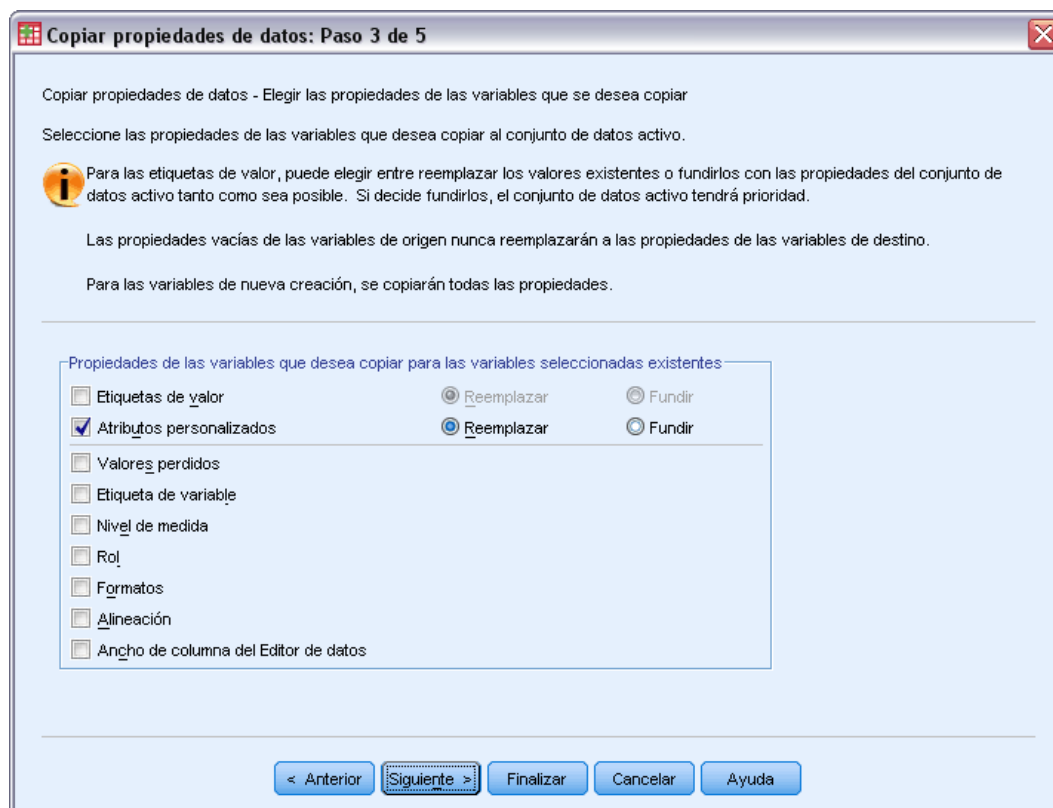 Copiar propiedades de datos: Paso 3 de 5
Copiar propiedades de datos - Elegir las propiedades de las variables que se desea copiar
Seleccione las propiedades de las variables que desea copiar al conjunto de datos activo.
Para las etiquetas de valor, puede elegir entre reemplazar los valores existentes o fundirlos con las propiedades del conjunto de
datos activo tanto como sea posible. Si decide fundirlos, el conjunto de datos activo tendrá prioridad.
Las propiedades vacías de las variables de origen nunca reemplazarán a las propiedades de las variables de destino.
Para las variables de nueva creación, se copiarán todas las propiedades.
Propiedades de las variables que desea copiar para las variables seleccionadas existentes
Etiquetas de valor Reemplazar Fundir
Atributos personalizados Reemplazar Fundir
Valores perdidos
Etiqueta de variable
Nivel de medida
Rol
Formatos
Alineación
Ancho de columna del Editor de datos
< Anterior Siguiente > Finalizar Cancelar Ayuda